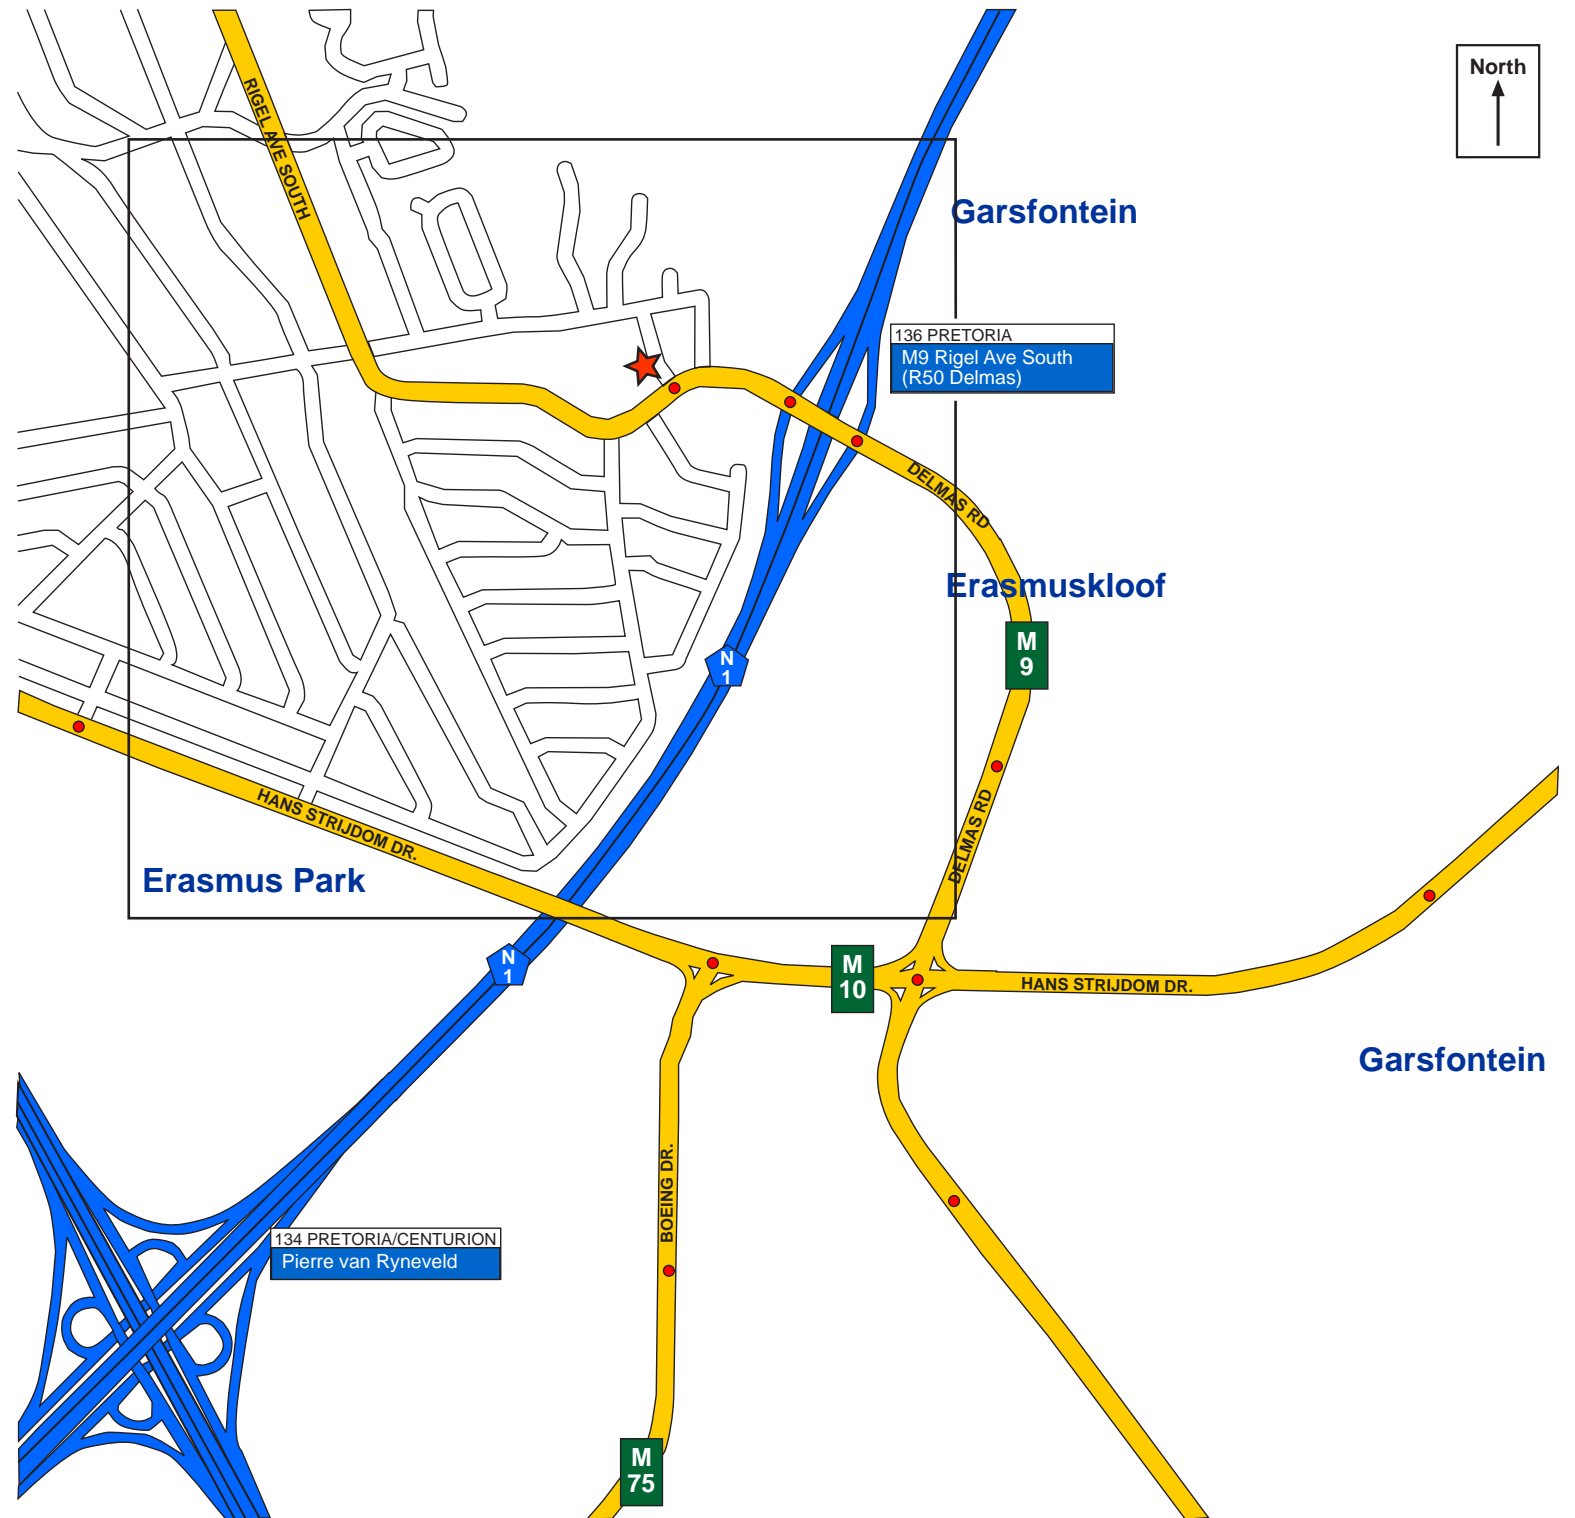 North
RIGEL AVE SOUTH
Garsfontein
136 PRETORIA
M9 Rigel Ave South
(R50 Delmas)
DELMAS RD
Erasmuskloof
M
9
N
1
HANS STRIJDOM DR.
DELMAS RD
Erasmus Park
N
1
M
10
HANS STRIJDOM DR.
Garsfontein
BOEING DR.
134 PRETORIA/CENTURION
Pierre van Ryneveld
M
75